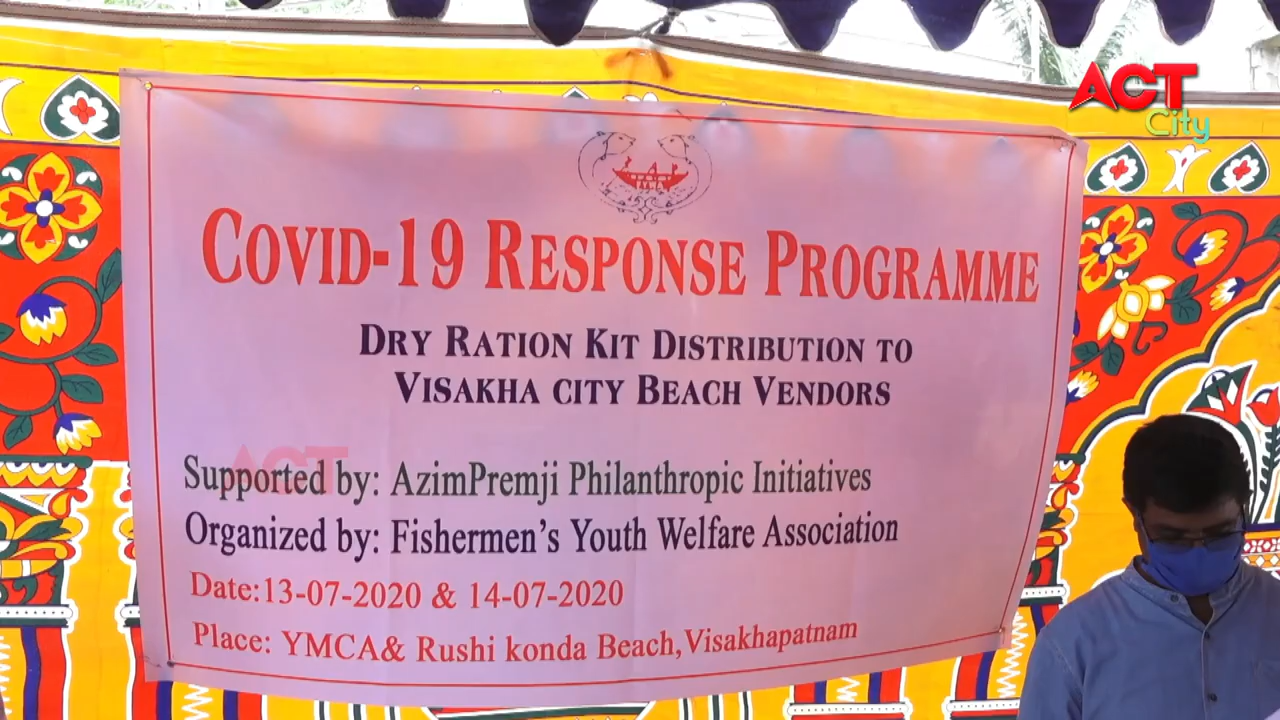 ACT
City
COVID-19 RESPONSE PROGRAMME
DRY RATION KIT DISTRIBUTION TO
VISAKHA CITY BEACH VENDORS
ACT
Supported by: AzimPremji Philanthropic Initiatives
Organized by: Fishermen's Youth Welfare Association
Date:13-07-2020 & 14-07-2020
Place: YMCA& Rushi konda Beach,Visakhapatnam